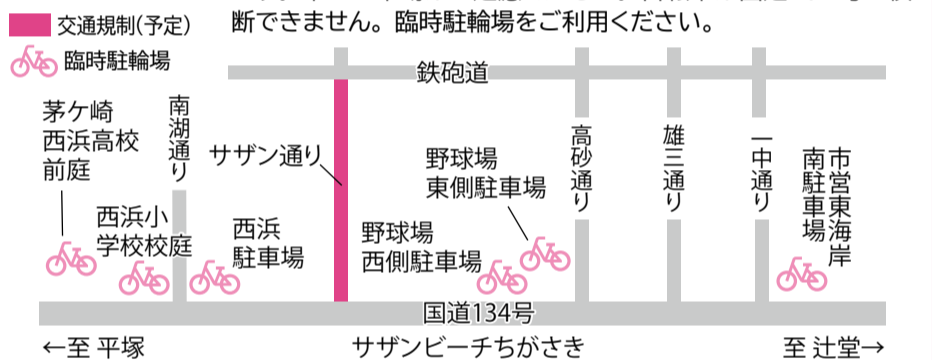 交通規制(予定)
断できません。臨時駐輪場をご利用ください。
臨時駐輪場
鉄砲道
茅ケ崎
西浜高校
前庭
南湖通り
サザン通り
野球場
東側駐車場
高砂通り
雄三通り
一中通り
市営東海岸
南駐車場
西浜小
学校校庭
西浜
駐車場
野球場
西側駐車場
国道134号
←至 平塚
サザンビーチちがさき
至 辻堂→